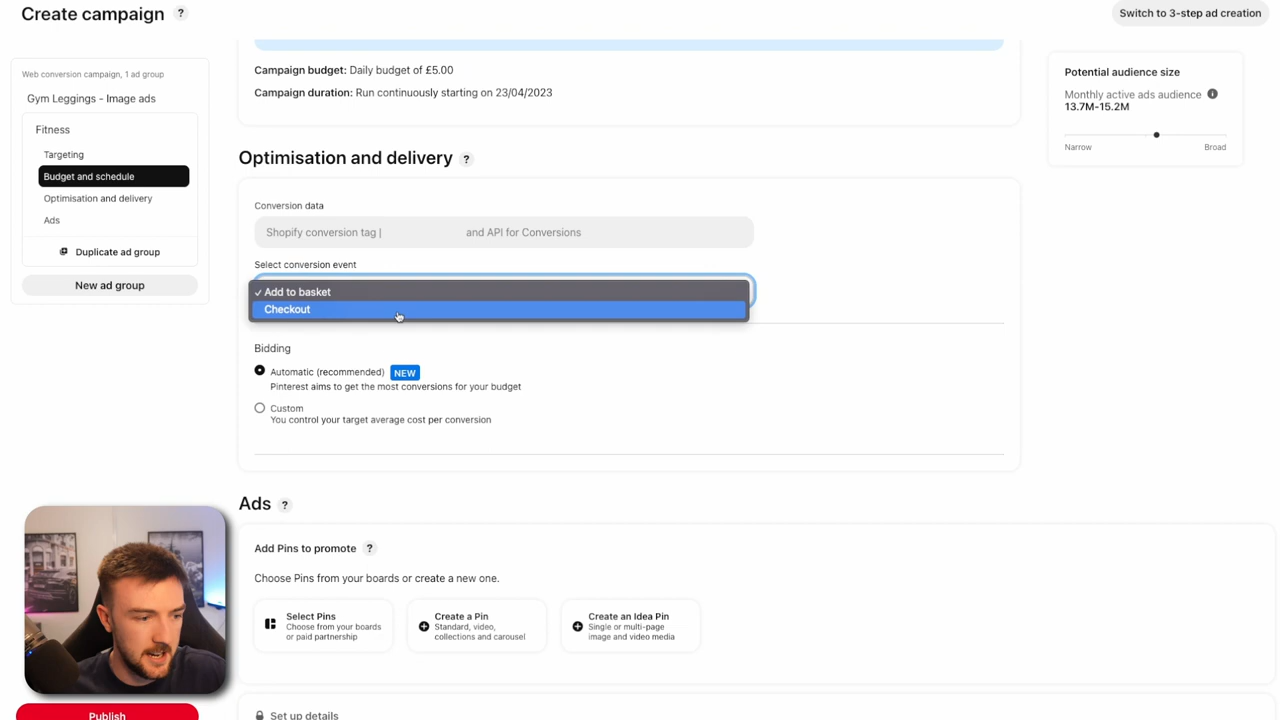 Create campaign ?
Switch to 3-step ad creation
Web conversion campaign, 1 ad group
Gym Leggings - Image ads
Fitness
Targeting
Budget and schedule
Optimisation and delivery
Ads
Duplicate ad group
New ad group
Campaign budget: Daily budget of £5.00
Campaign duration: Run continuously starting on 23/04/2023
Optimisation and delivery ?
Conversion data
Shopify conversion tag | and API for Conversions
Select conversion event
✓ Add to basket
Checkout
Bidding
Automatic (recommended) NEW
Pinterest aims to get the most conversions for your budget
Custom
You control your target average cost per conversion
Ads ?
Add Pins to promote ?
Choose Pins from your boards or create a new one.
Select Pins
Choose from your boards
or paid partnership
Create a Pin
Standard, video,
collections and carousel
Create an Idea Pin
Single or multi-page
image and video media
Set up details
Potential audience size
Monthly active ads audience
13.7M-15.2M
Narrow
Broad
Publish